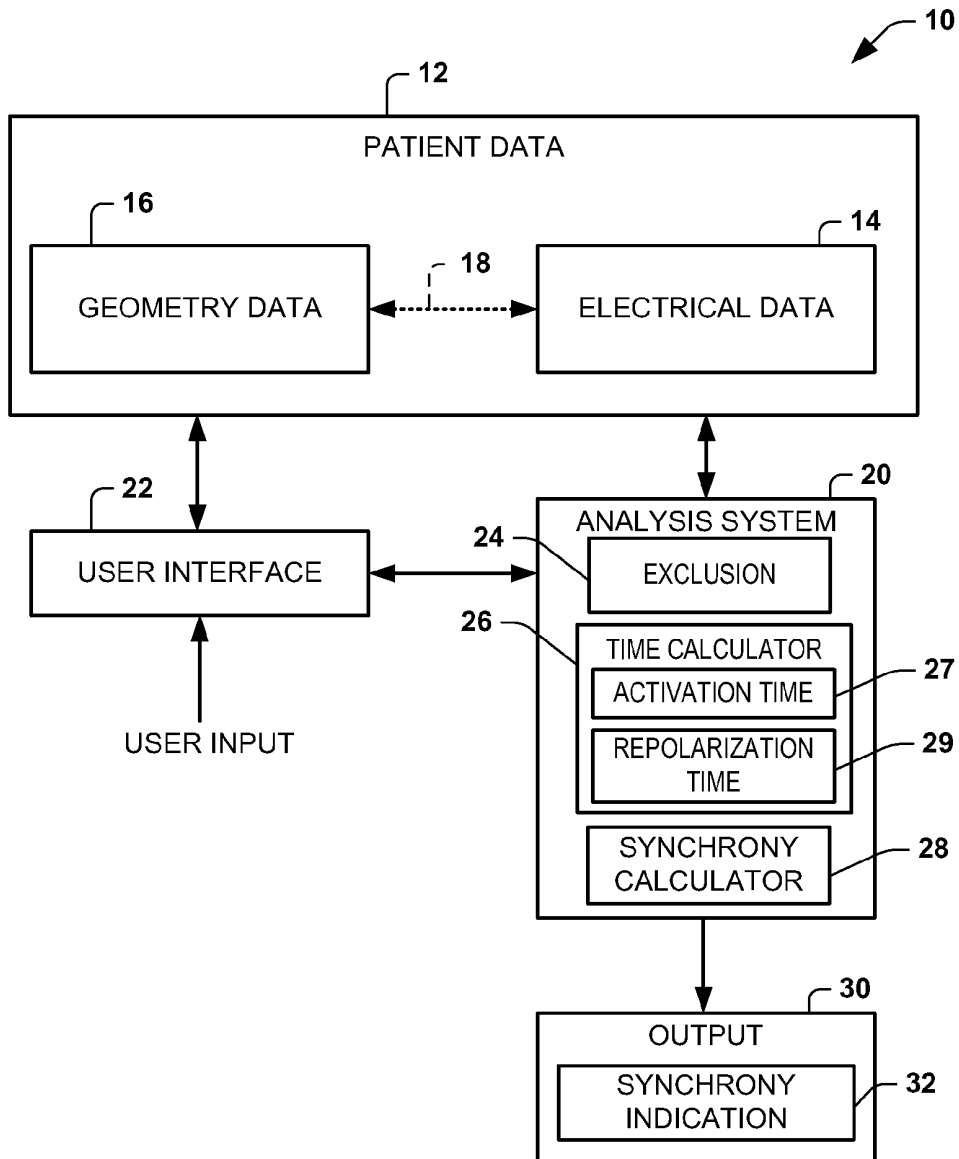 10
12
PATIENT DATA
16
14
18
GEOMETRY DATA
ELECTRICAL DATA
22
20
ANALYSIS SYSTEM
24
EXCLUSION
USER INTERFACE
26
TIME CALCULATOR
27
ACTIVATION TIME
29
REPOLARIZATION
TIME
USER INPUT
28
SYNCHRONY
CALCULATOR
30
OUTPUT
SYNCHRONY
INDICATION
32